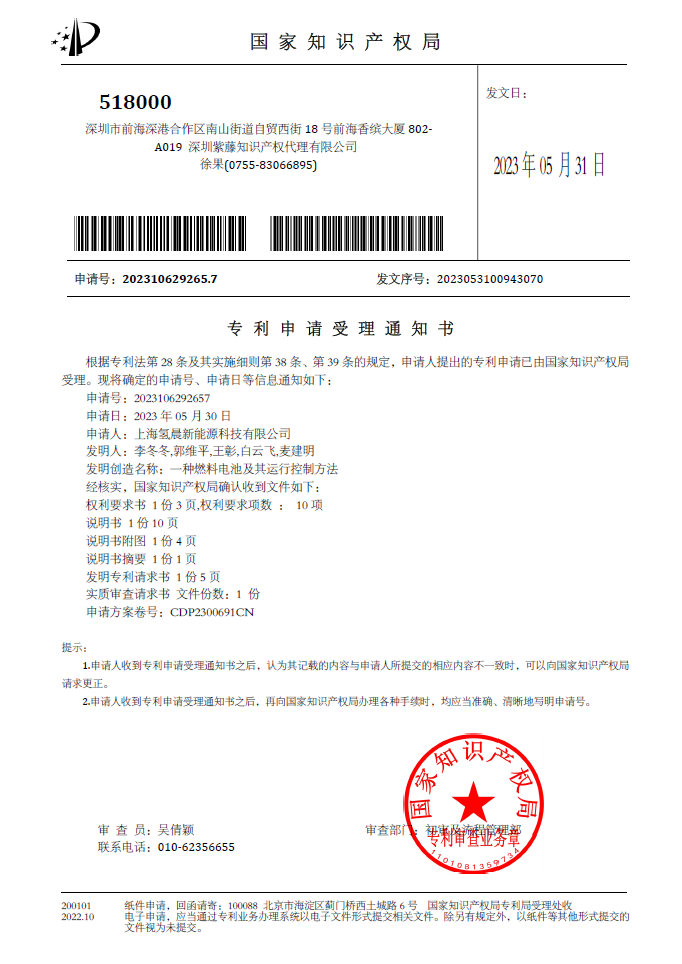 国家知识产权局
518000
发文日：
深圳市前海深港合作区南山街道自贸西街 18 号前海香缤大厦 802-
A019 深圳紫藤知识产权代理有限公司
徐果(0755-83066895)
2023 年 05 月 31 日
申请号：202310629265.7
发文序号：2023053100943070
专利申请受理通知书
根据专利法第 28 条及其实施细则第 38 条、第 39 条的规定，申请人提出的专利申请已由国家知识产权局
受理。现将确定的申请号、申请日等信息通知如下：
申请号：2023106292657
申请日：2023 年 05 月 30 日
申请人：上海氢晨新能源科技有限公司
发明人：李冬冬,郭维平,王彰,白云飞,麦建明
发明创造名称：一种燃料电池及其运行控制方法
经核实，国家知识产权局确认收到文件如下：
权利要求书 1 份 3 页,权利要求项数 ： 10 项
说明书 1 份 10 页
说明书附图 1 份 4 页
说明书摘要 1 份 1 页
发明专利请求书 1 份 5 页
实质审查请求书 文件份数：1 份
申请方案卷号：CDP2300691CN
提示：
1.申请人收到专利申请受理通知书之后，认为其记载的内容与申请人所提交的相应内容不一致时，可以向国家知识产权局
请求更正。
2.申请人收到专利申请受理通知书之后，再向国家知识产权局办理各种手续时，均应当准确、清晰地写明申请号。
国家知识产权局
审 查 员：吴倩颖
审查部门：初审及流程管理部
专利审查业务章
联系电话：010-62356655
1101081359734
200101
纸件申请，回函请寄：100088 北京市海淀区蓟门桥西土城路 6 号 国家知识产权局专利局受理处收
2022.10
电子申请，应当通过专利业务办理系统以电子文件形式提交相关文件。除另有规定外，以纸件等其他形式提交的
文件视为未提交。